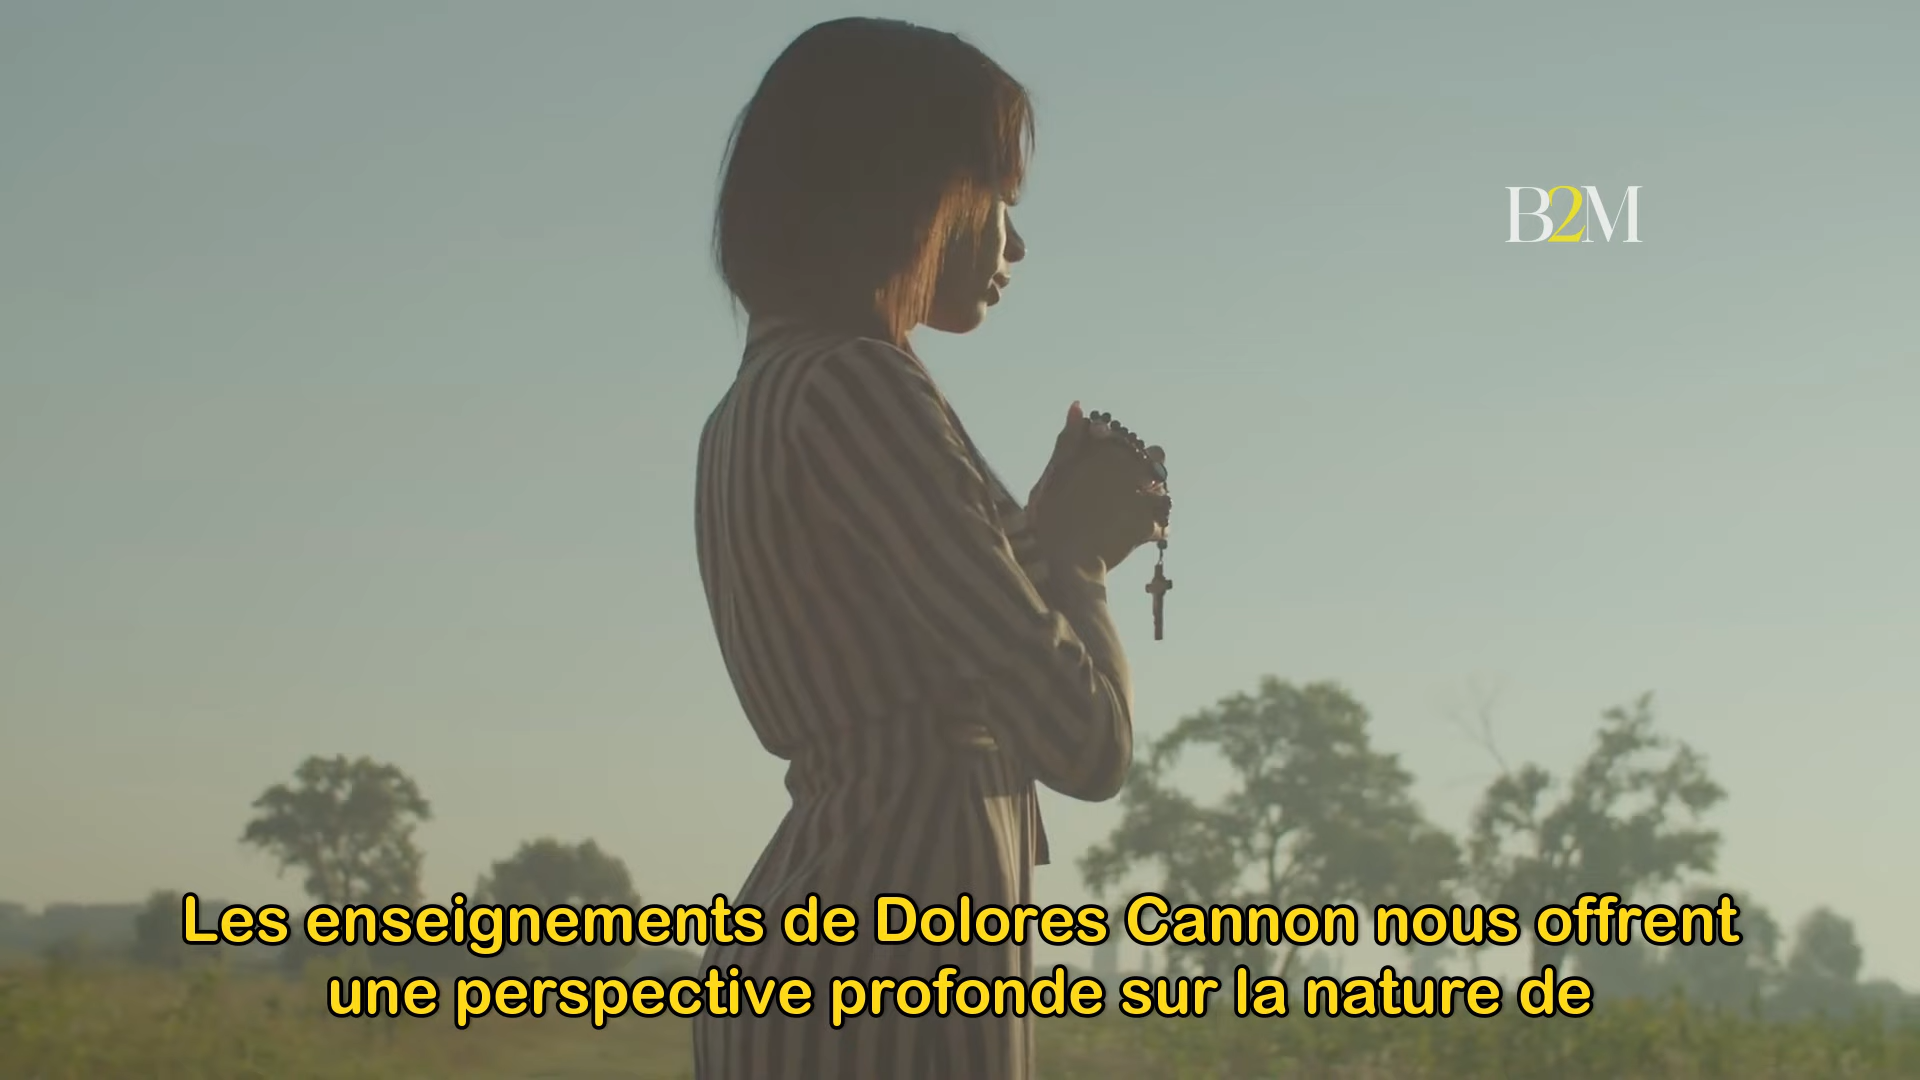 B2M
Les enseignements de Dolores Cannon nous offrent
une perspective profonde sur la nature de